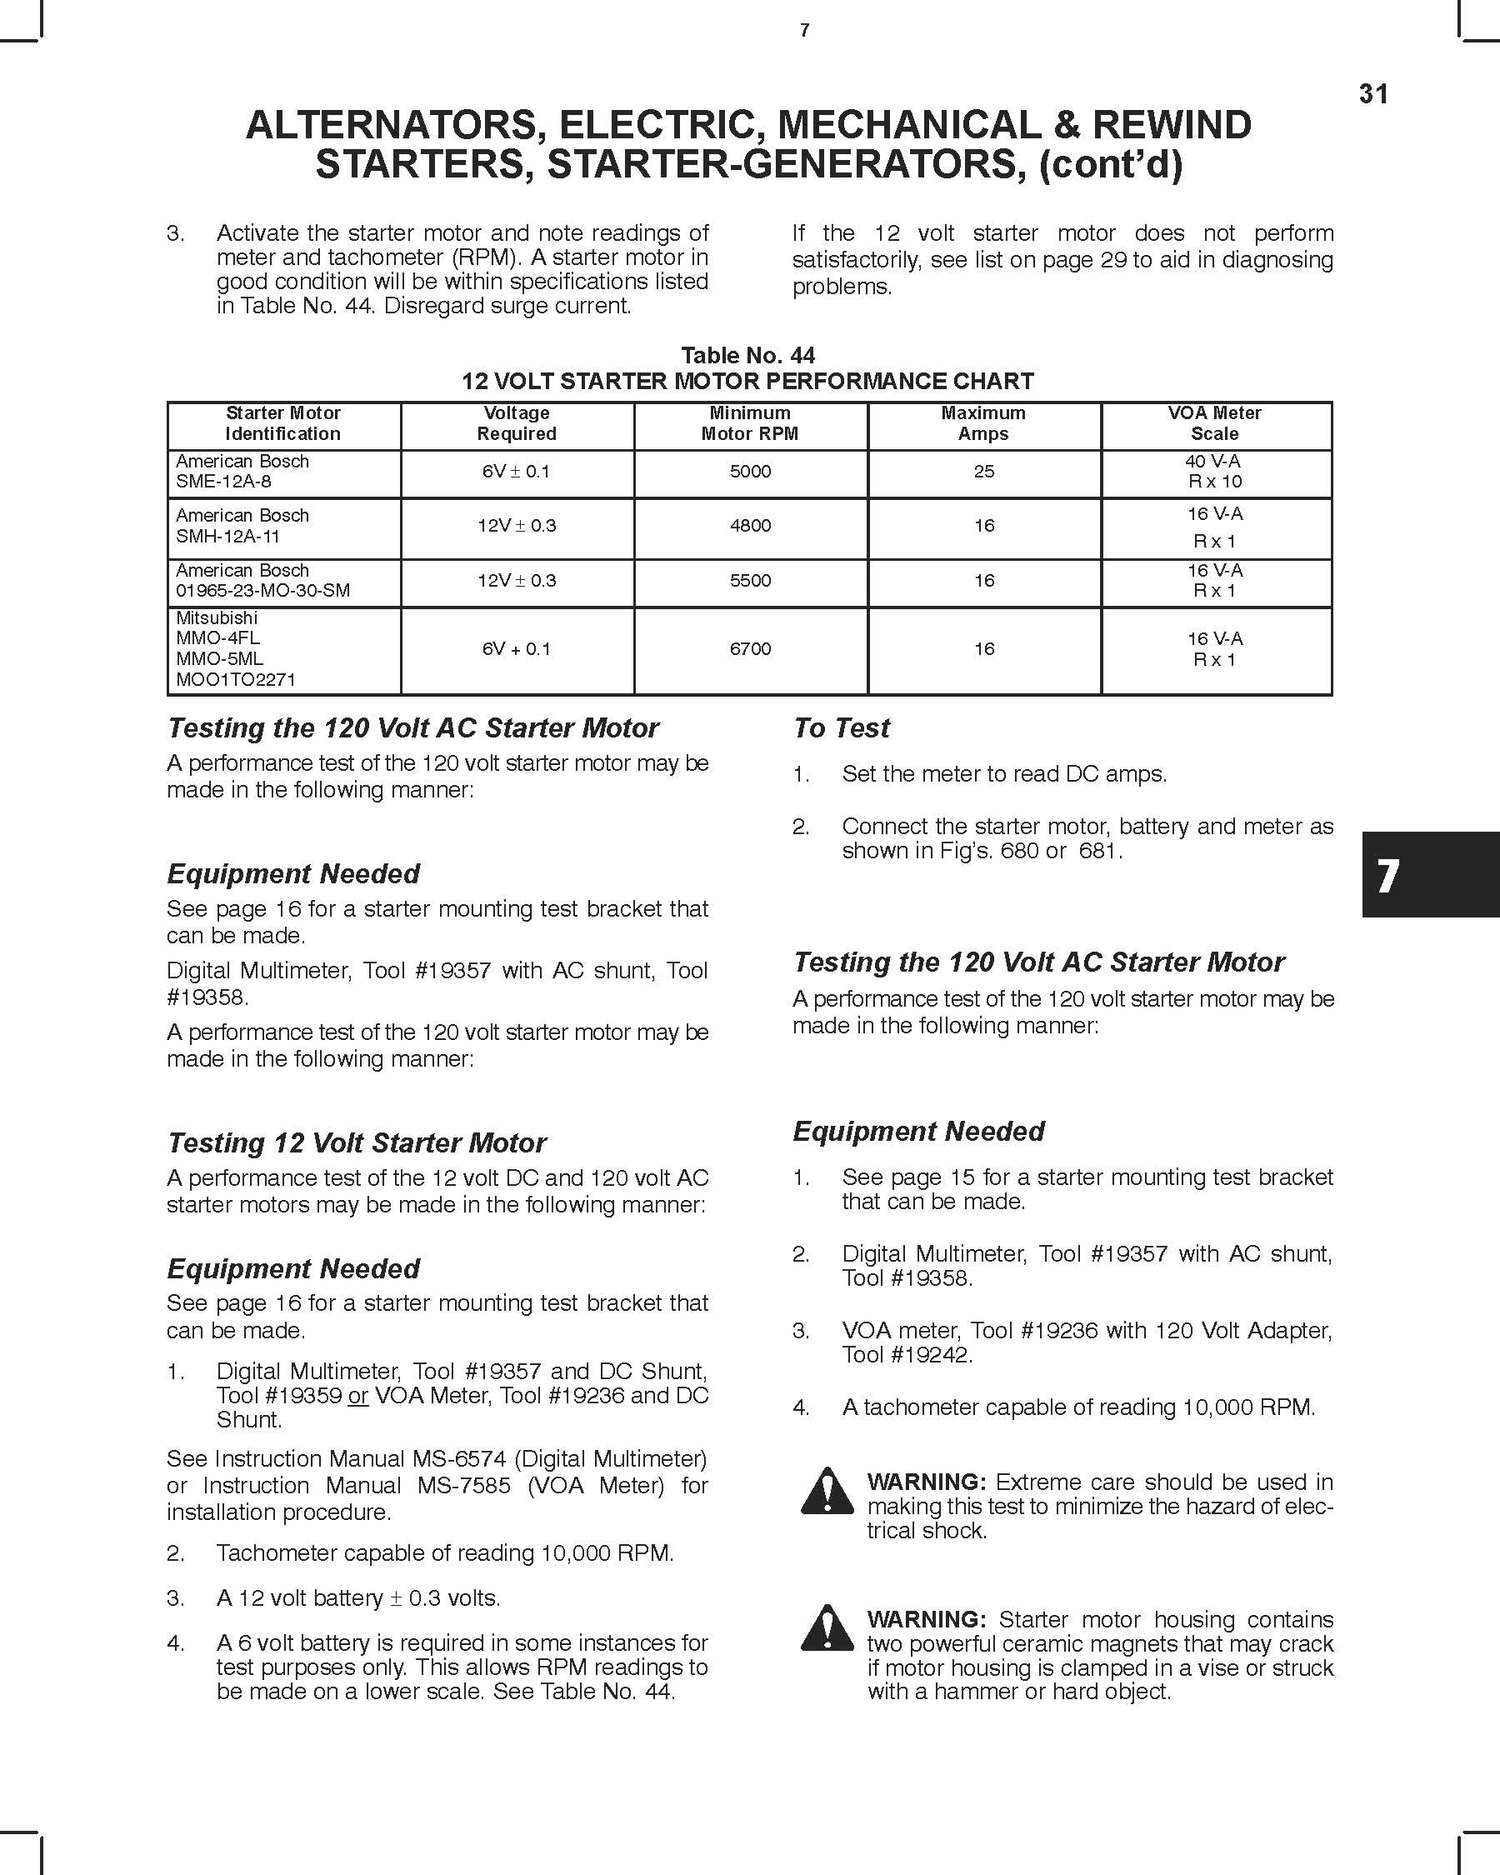 7
31
ALTERNATORS, ELECTRIC, MECHANICAL & REWIND
STARTERS, STARTER-GENERATORS, (cont’d)
3. Activate the starter motor and note readings of
meter and tachometer (RPM). A starter motor in
good condition will be within specifications listed
in Table No. 44. Disregard surge current.
If the 12 volt starter motor does not perform
satisfactorily, see list on page 29 to aid in diagnosing
problems.
Table No. 44
12 VOLT STARTER MOTOR PERFORMANCE CHART
Starter Motor Identification | Voltage Required | Minimum Motor RPM | Maximum Amps | VOA Meter Scale
American Bosch SME-12A-8 | 6V ± 0.1 | 5000 | 25 | 40 V-A R x 10
American Bosch SMH-12A-11 | 12V ± 0.3 | 4800 | 16 | 16 V-A R x 1
American Bosch 01965-23-MO-30-SM | 12V ± 0.3 | 5500 | 16 | 16 V-A R x 1
Mitsubishi MMO-4FL MMO-5ML MOO1TO2271 | 6V + 0.1 | 6700 | 16 | 16 V-A R x 1
Testing the 120 Volt AC Starter Motor
A performance test of the 120 volt starter motor may be
made in the following manner:
Equipment Needed
See page 16 for a starter mounting test bracket that
can be made.
Digital Multimeter, Tool #19357 with AC shunt, Tool
#19358.
A performance test of the 120 volt starter motor may be
made in the following manner:
Testing 12 Volt Starter Motor
A performance test of the 12 volt DC and 120 volt AC
starter motors may be made in the following manner:
Equipment Needed
See page 16 for a starter mounting test bracket that
can be made.
1. Digital Multimeter, Tool #19357 and DC Shunt,
Tool #19359 or VOA Meter, Tool #19236 and DC
Shunt.
See Instruction Manual MS-6574 (Digital Multimeter)
or Instruction Manual MS-7585 (VOA Meter) for
installation procedure.
2. Tachometer capable of reading 10,000 RPM.
3. A 12 volt battery ± 0.3 volts.
4. A 6 volt battery is required in some instances for
test purposes only. This allows RPM readings to
be made on a lower scale. See Table No. 44.
To Test
1. Set the meter to read DC amps.
2. Connect the starter motor, battery and meter as
shown in Fig’s. 680 or 681.
7
Testing the 120 Volt AC Starter Motor
A performance test of the 120 volt starter motor may be
made in the following manner:
Equipment Needed
1. See page 15 for a starter mounting test bracket
that can be made.
2. Digital Multimeter, Tool #19357 with AC shunt,
Tool #19358.
3. VOA meter, Tool #19236 with 120 Volt Adapter,
Tool #19242.
4. A tachometer capable of reading 10,000 RPM.
WARNING: Extreme care should be used in
making this test to minimize the hazard of elec-
trical shock.
WARNING: Starter motor housing contains
two powerful ceramic magnets that may crack
if motor housing is clamped in a vise or struck
with a hammer or hard object.